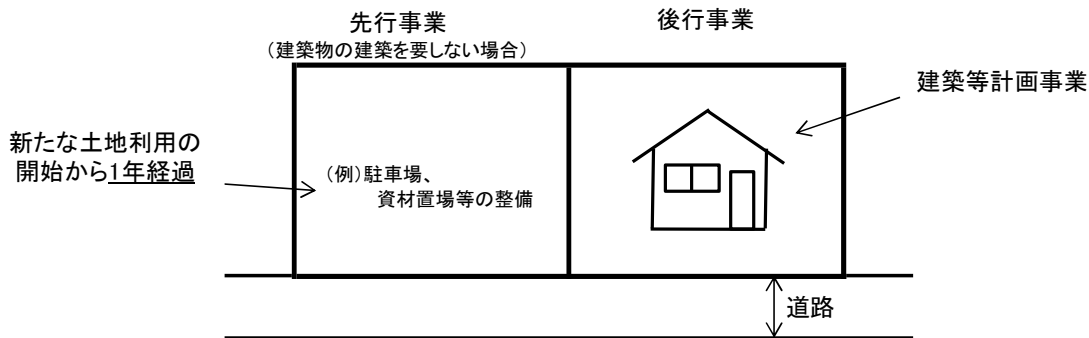 先行事業
(建築物の建築を要しない場合)
後行事業
建築等計画事業
新たな土地利用の
開始から1年経過
(例)駐車場、
資材置場等の整備
道路